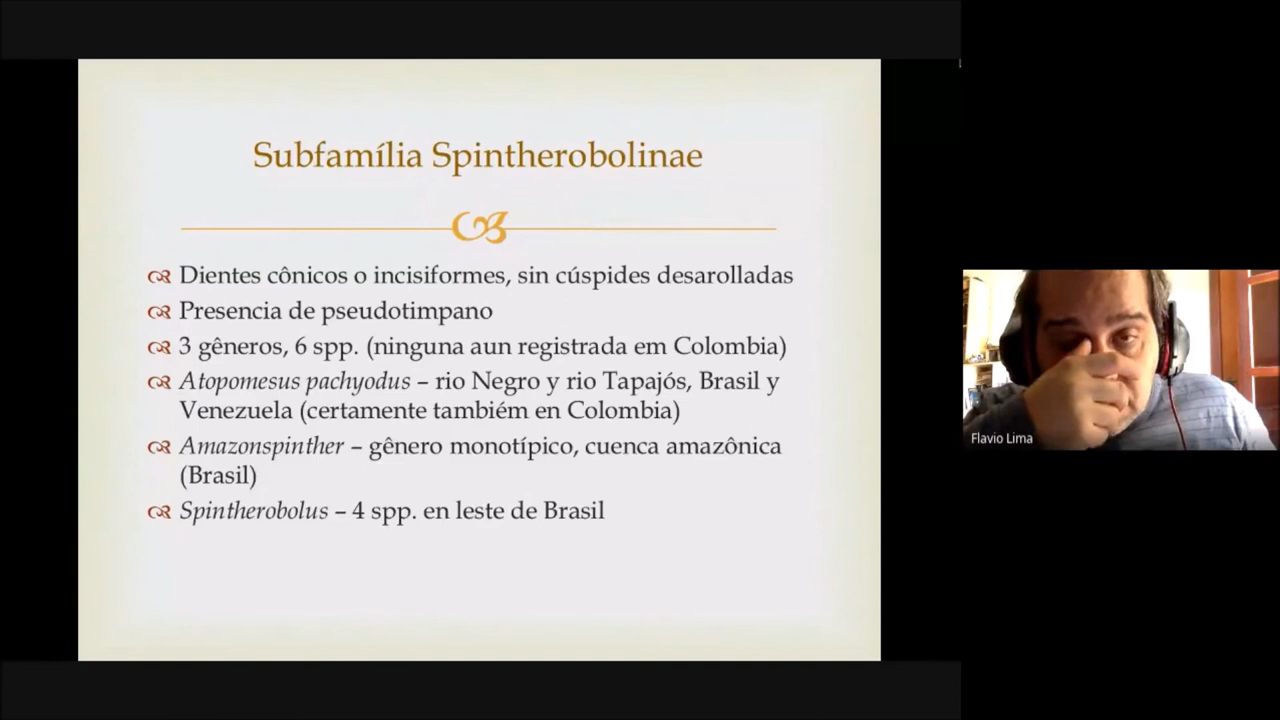 Subfamília Spintherobolinae
Dientes cônicos o incisiformes, sin cúspides desarolladas
Presencia de pseudotimpano
3 gêneros, 6 spp. (ninguna aun registrada em Colombia)
Atopomesus pachyodus – rio Negro y rio Tapajós, Brasil y
Venezuela (certamente también en Colombia)
Amazonspinther – gênero monotípico, cuenca amazônica
(Brasil)
Spintherobolus – 4 spp. en leste de Brasil
Flavio Lima